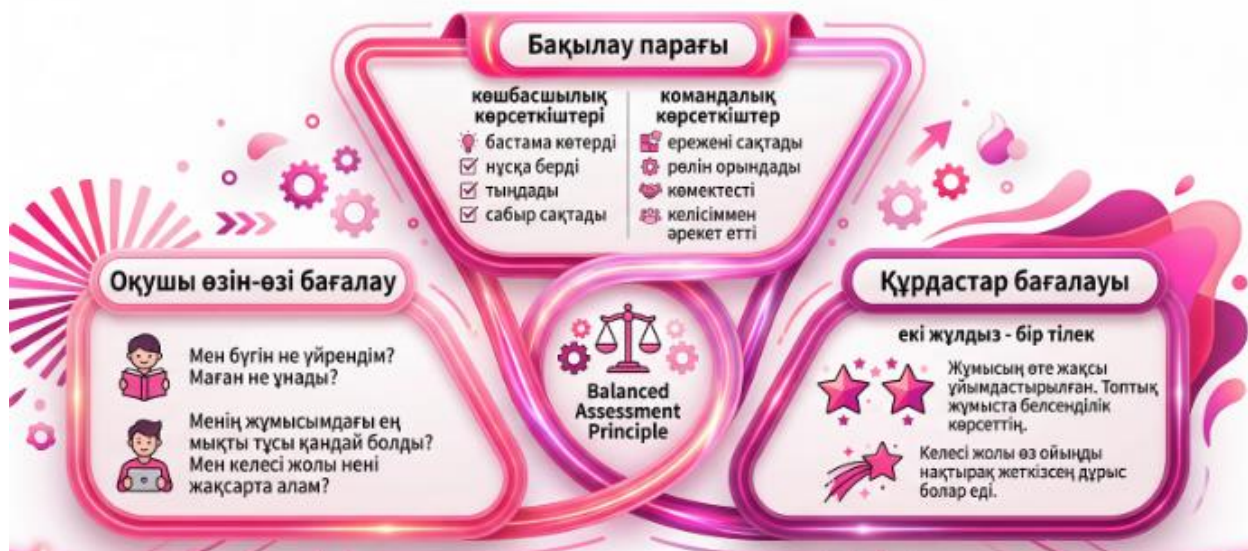 Бақылау парағы
көшбасшылық
көрсеткіштері
бастама көтерді
нұсқа берді
тыңдады
сабыр сақтады
командалық
көрсеткіштер
ережені сақтады
рөлін орындады
көмектесті
келісіммен
әрекет етті
Оқушы өзін-өзі бағалау
Мен бүгін не үйрендім?
Маған не ұнады?
Менің жұмысымдағы ең
мықты тұсы қандай болды?
Мен келесі жолы нені
жақсарта алам?
Balanced
Assessment
Principle
Құрдастар бағалауы
екі жұлдыз - бір тілек
Жұмысың өте жақсы
ұйымдастырылған. Топтық
жұмыста белсенділік
көрсеттің.
Келесі жолы өз ойыңды
нақтырақ жеткізсең дұрыс
болар еді.